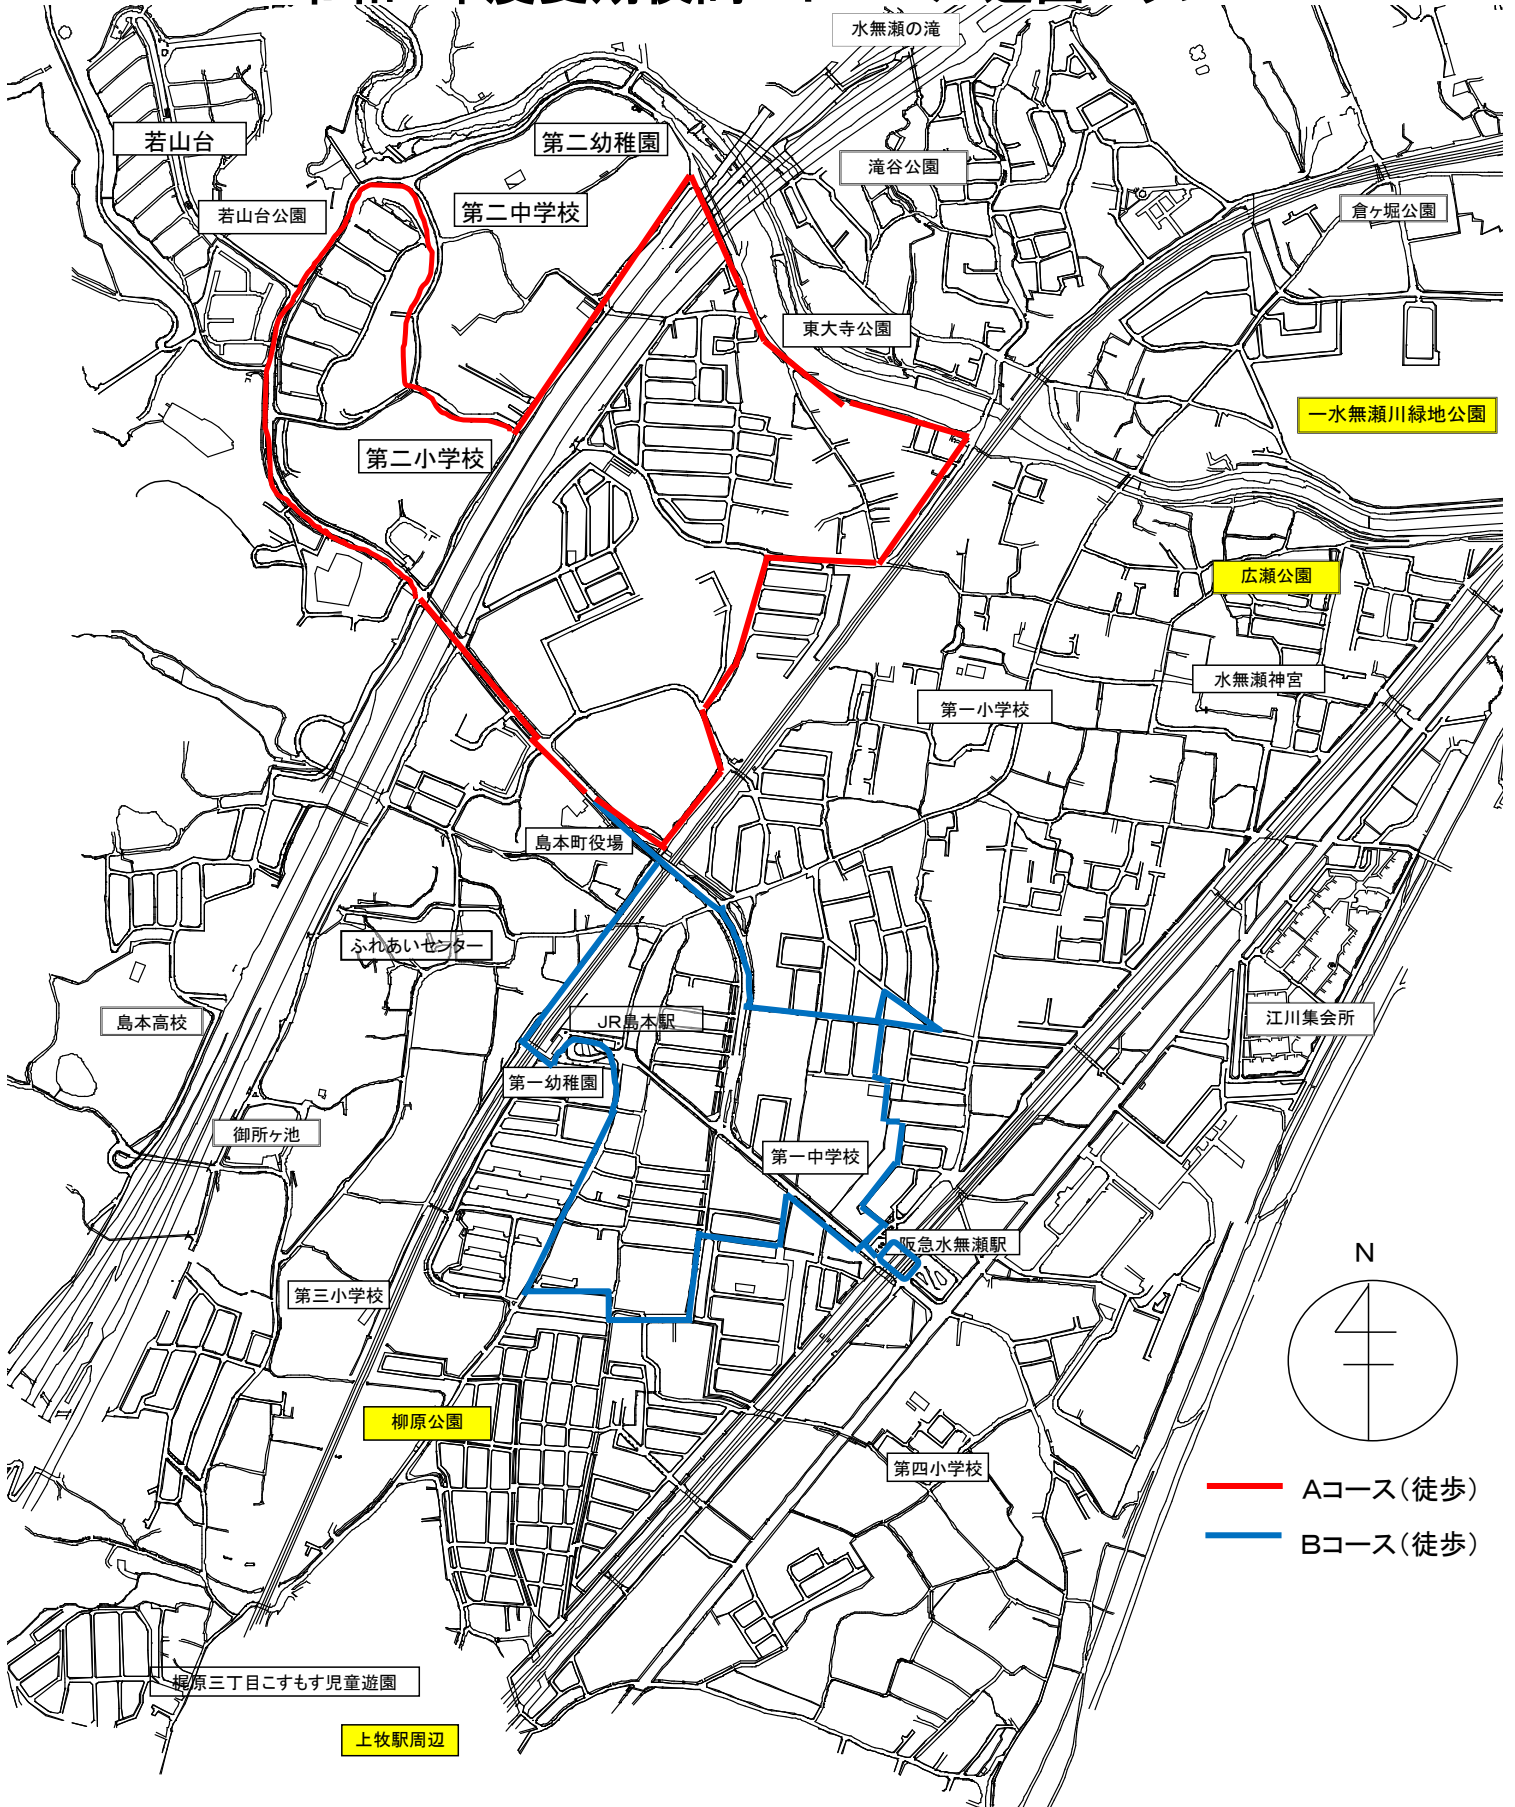 水無瀬の滝
若山台
第二幼稚園
滝谷公園
若山台公園
第二中学校
倉ヶ堀公園
東大寺公園
一水無瀬川緑地公園
第二小学校
広瀬公園
水無瀬神宮
第一小学校
島本町役場
ふれあいセンター
島本高校
JR島本駅
江川集会所
第一幼稚園
御所ヶ池
第一中学校
阪急水無瀬駅
N
第三小学校
柳原公園
第四小学校
Aコース(徒歩)
Bコース(徒歩)
梶原三丁目こすもす児童遊園
上牧駅周辺